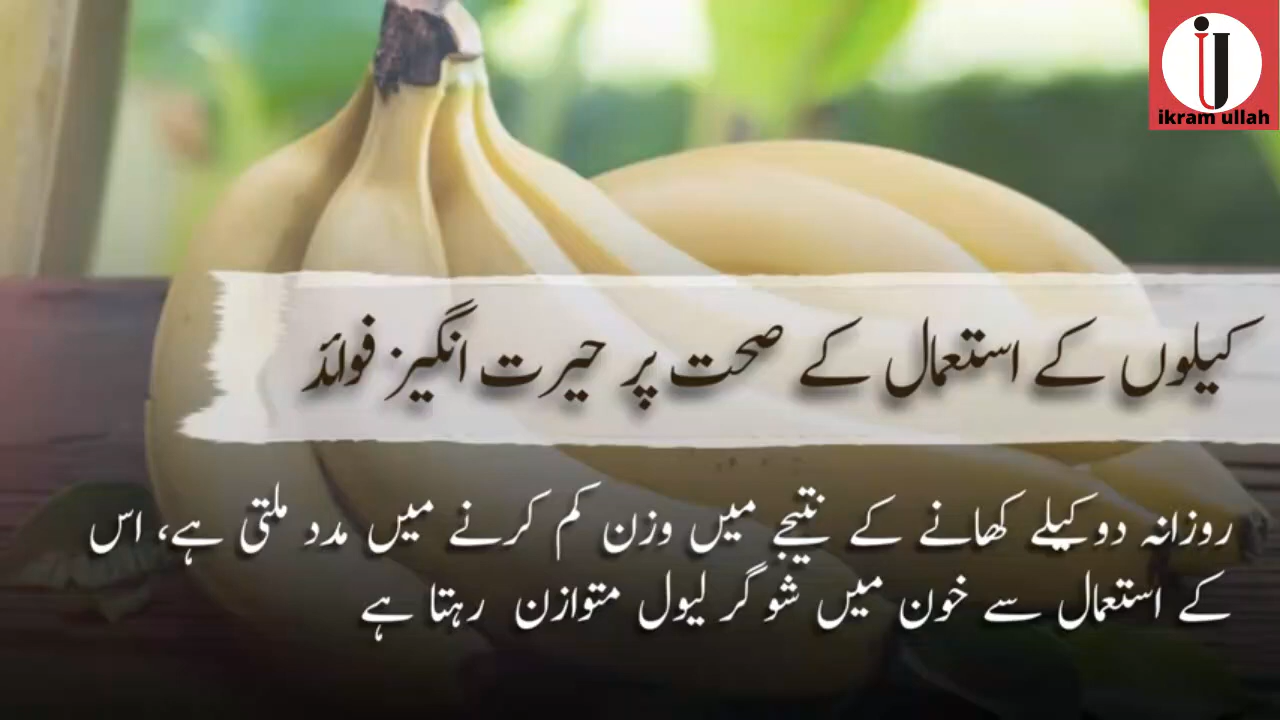 ikram ullah
کیلوں کے استعمال کے صحت پر حیرت انگیز فوائد
روزانہ دو کیلے کھانے کے نتیجے میں وزن کم کرنے میں مدد ملتی ہے، اس
کے استعمال سے خون میں شوگر لیول متوازن رہتا ہے